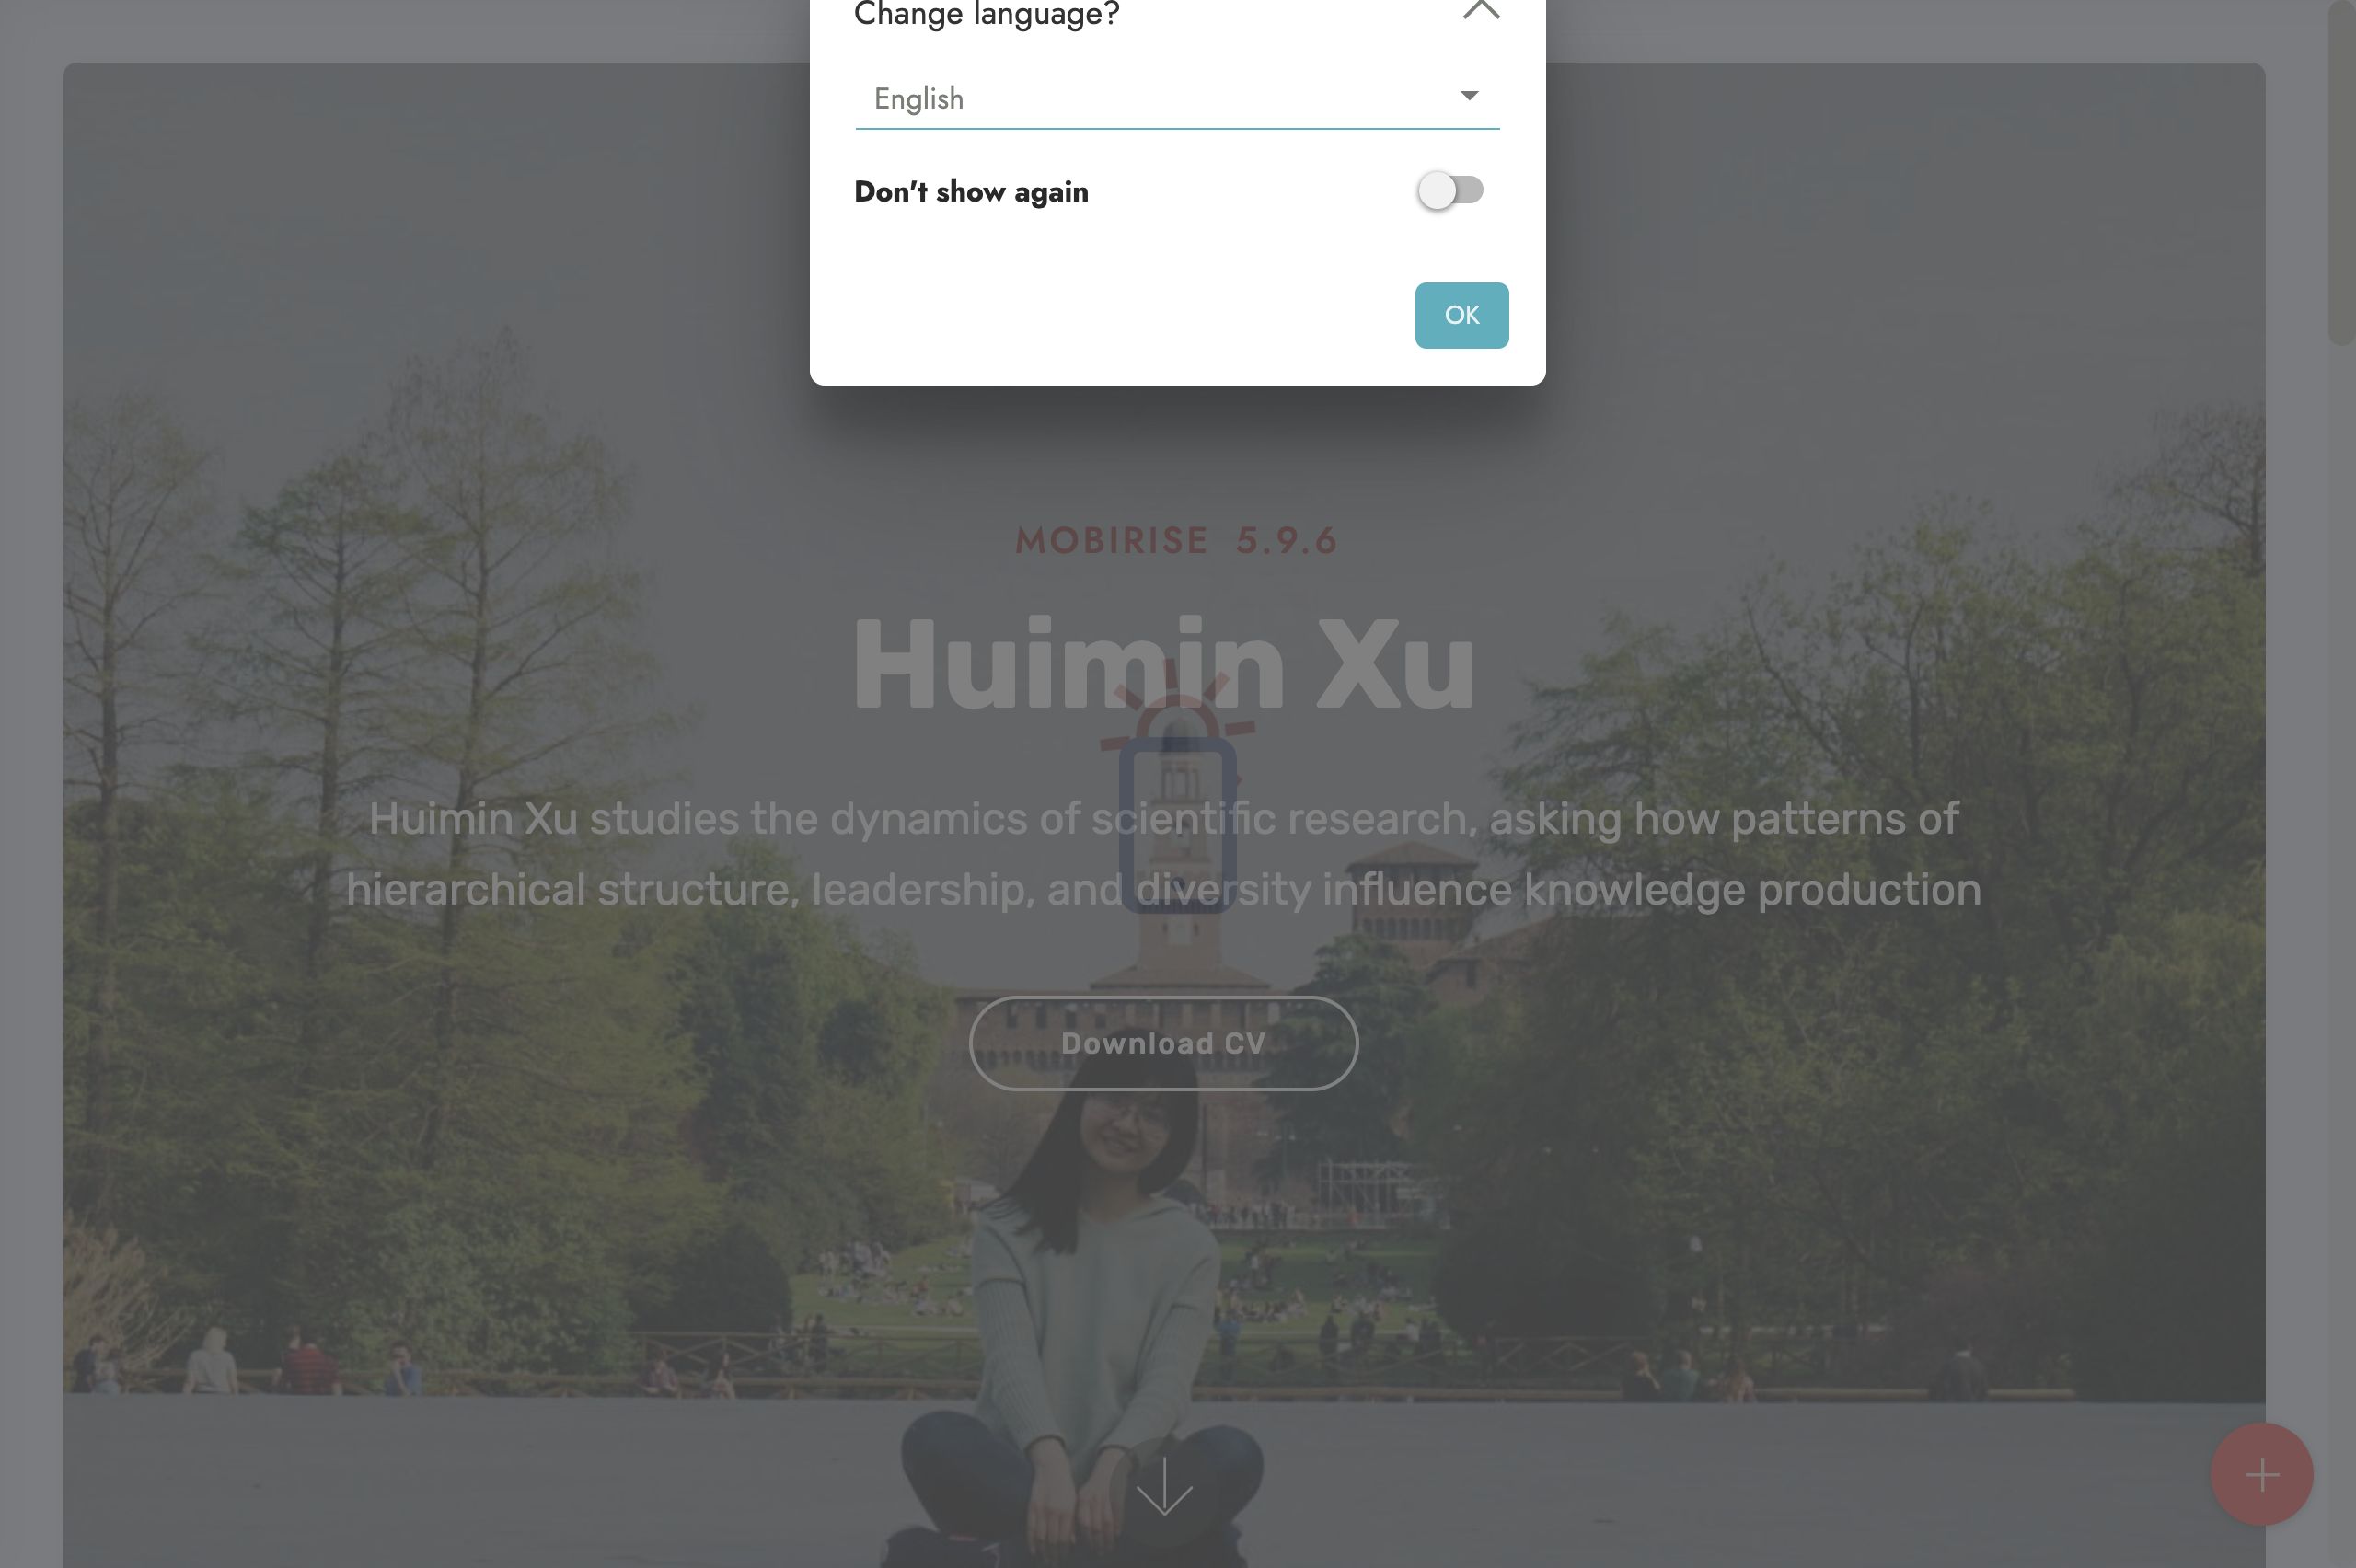 Change language?
English
Don't show again
OK
MOBIRISE 5.9.6
Huimin Xu
Huimin Xu studies the dynamics of scientific research, asking how patterns of
hierarchical structure, leadership, and diversity influence knowledge production
Download CV